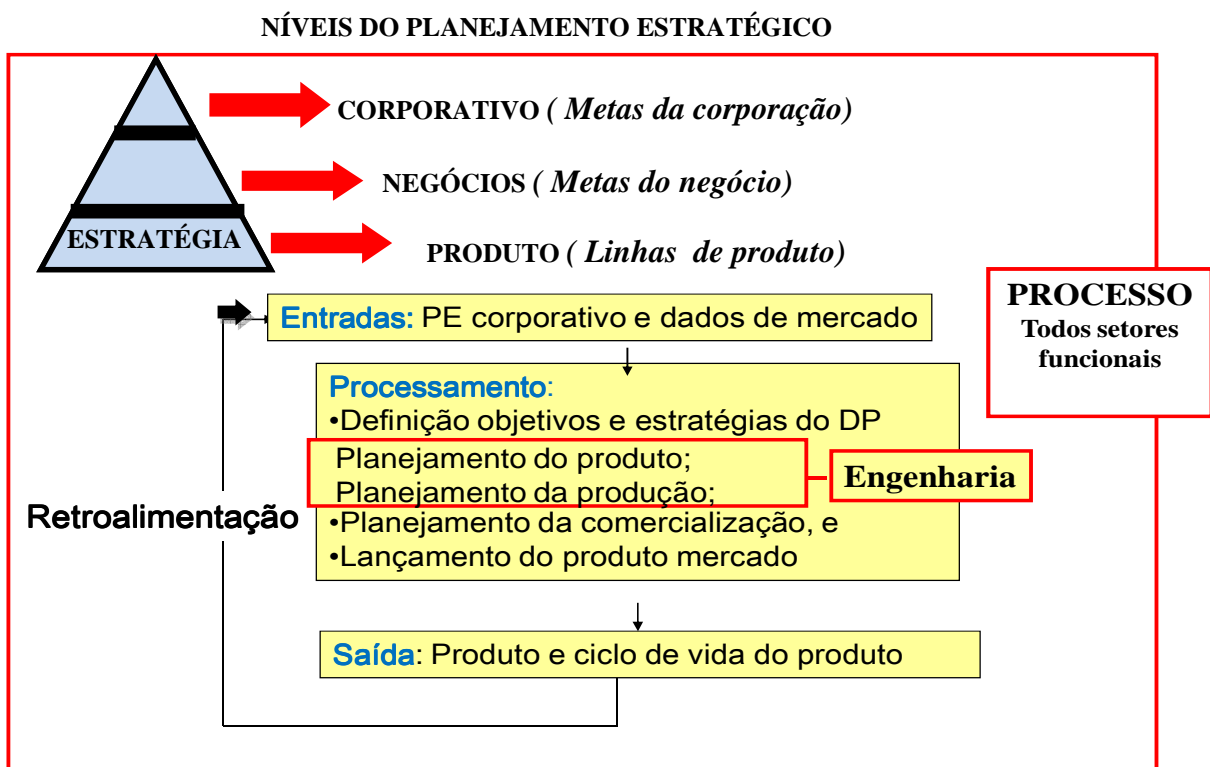 NÍVEIS DO PLANEJAMENTO ESTRATÉGICO
CORPORATIVO ( Metas da corporação)
NEGÓCIOS ( Metas do negócio)
ESTRATÉGIA
PRODUTO ( Linhas de produto)
PROCESSO
Todos setores
funcionais
Entradas: PE corporativo e dados de mercado
Processamento:
•Definição objetivos e estratégias do DP
Planejamento do produto;
Planejamento da produção;
Engenharia
•Planejamento da comercialização, e
•Lançamento do produto mercado
Retroalimentação
Saída: Produto e ciclo de vida do produto